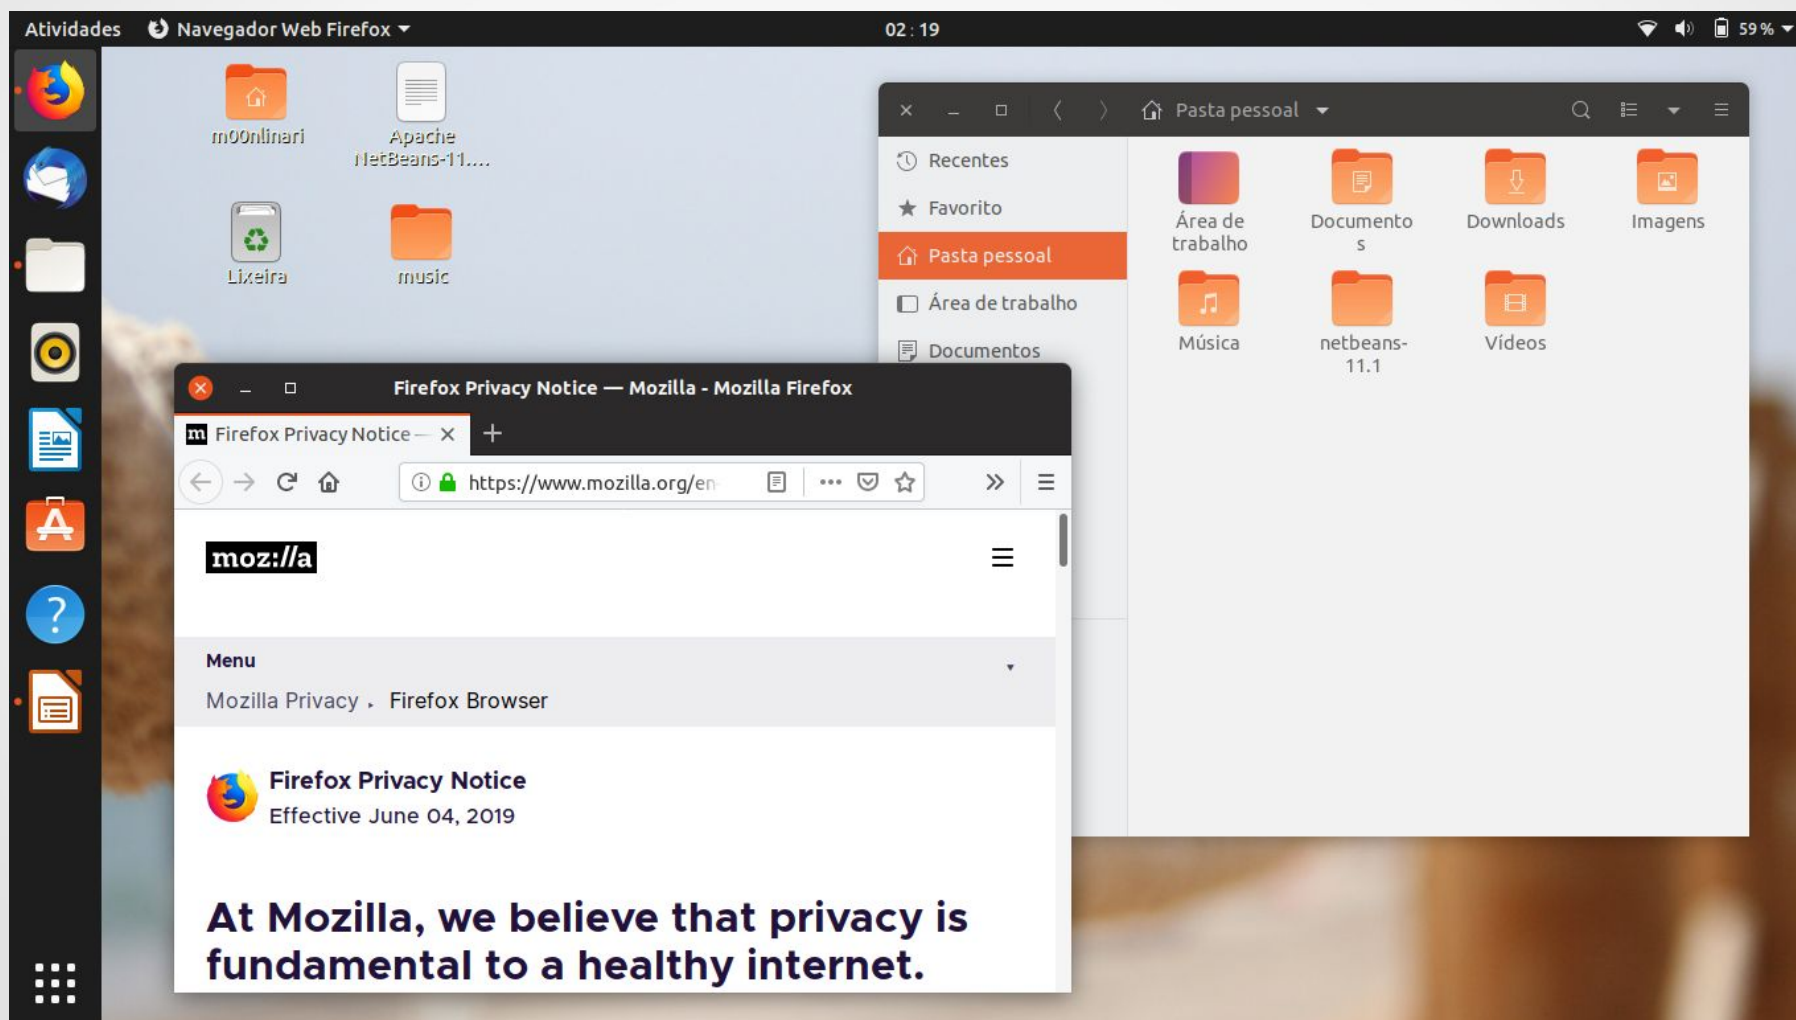 Atividades Navegador Web Firefox 02:19 59%
m00nlinari
Apache
NetBeans-11....
Lixeira
music
Pasta pessoal
Recentes
Favorito
Pasta pessoal
Área de trabalho
Documentos
Área de
trabalho
Documento
s
Downloads
Imagens
Música
netbeans-
11.1
Vídeos
Firefox Privacy Notice — Mozilla - Mozilla Firefox
m Firefox Privacy Notice —
https://www.mozilla.org/en-
moz://a
Menu
Mozilla Privacy Firefox Browser
Firefox Privacy Notice
Effective June 04, 2019
At Mozilla, we believe that privacy is
fundamental to a healthy internet.